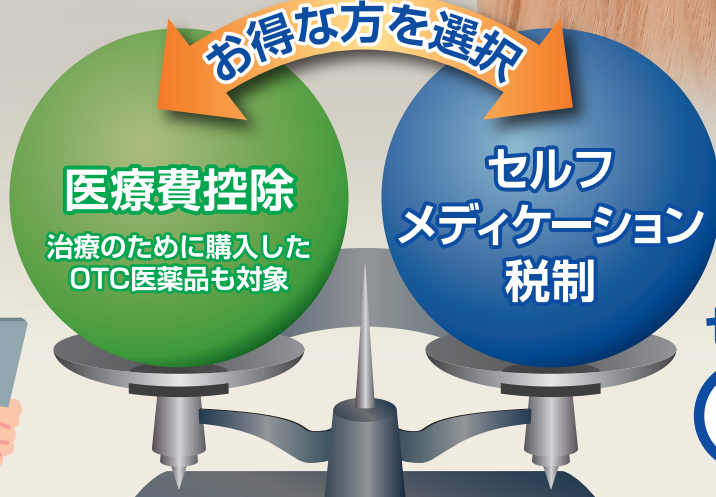 お得な方を選択
医療費控除
治療のために購入した
OTC医薬品も対象
セルフ
メディケーション
税制